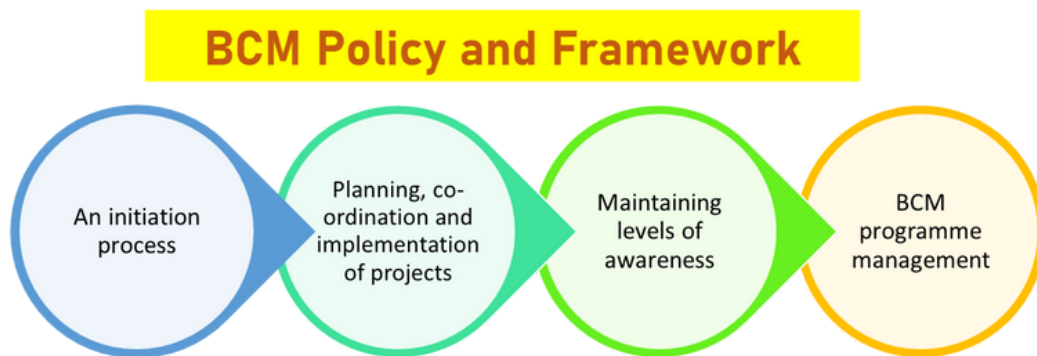 BCM Policy and Framework
An initiation
process
Planning, co-
ordination and
implementation
of projects
Maintaining
levels of
awareness
BCM
programme
management